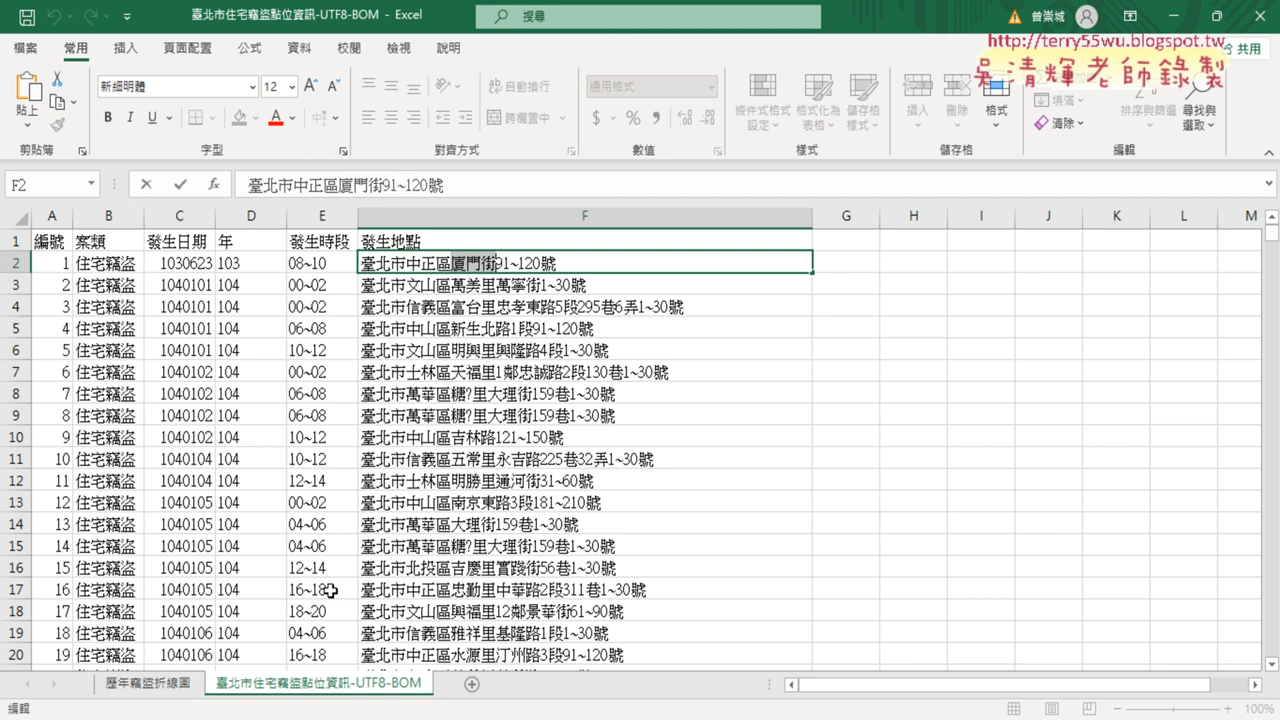 臺北市住宅竊盜點位資訊-UTF8-BOM - Excel
搜尋
曾崇城
http://terry55wu.blogspot.tw
吳清輝老師錄製
檔案 常用 插入 頁面配置 公式 資料 校閱 檢視 說明
共用
貼上
新細明體 12
B I U A
自動換行
跨欄置中
通用格式
$ % 9
條件式格式設定 格式化為表格 儲存格樣式
插入 刪除 格式
填滿
清除
排序與篩選 尋找與選取
剪貼簿 字型 對齊方式 數值 樣式 儲存格 編輯
F2 fx 臺北市中正區廈門街91~120號
A B C D E F G H I J K L M
1 編號 案類 發生日期 年 發生時段 發生地點
2 1 住宅竊盜 1030623 103 08~10 臺北市中正區廈門街91~120號
3 2 住宅竊盜 1040101 104 00~02 臺北市文山區萬美里萬寧街1~30號
4 3 住宅竊盜 1040101 104 00~02 臺北市信義區富台里忠孝東路5段295巷6弄1~30號
5 4 住宅竊盜 1040101 104 06~08 臺北市中山區新生北路1段91~120號
6 5 住宅竊盜 1040101 104 10~12 臺北市文山區明興里興隆路4段1~30號
7 6 住宅竊盜 1040102 104 00~02 臺北市士林區天福里1鄰忠誠路2段130巷1~30號
8 7 住宅竊盜 1040102 104 06~08 臺北市萬華區糖?里大理街159巷1~30號
9 8 住宅竊盜 1040102 104 06~08 臺北市萬華區糖?里大理街159巷1~30號
10 9 住宅竊盜 1040102 104 10~12 臺北市中山區吉林路121~150號
11 10 住宅竊盜 1040104 104 10~12 臺北市信義區五常里永吉路225巷32弄1~30號
12 11 住宅竊盜 1040104 104 12~14 臺北市士林區明勝里通河街31~60號
13 12 住宅竊盜 1040105 104 00~02 臺北市中山區南京東路3段181~210號
14 13 住宅竊盜 1040105 104 04~06 臺北市萬華區大理街159巷1~30號
15 14 住宅竊盜 1040105 104 04~06 臺北市萬華區糖?里大理街159巷1~30號
16 15 住宅竊盜 1040105 104 12~14 臺北市北投區吉慶里實踐街56巷1~30號
17 16 住宅竊盜 1040105 104 16~18 臺北市中正區忠勤里中華路2段311巷1~30號
18 17 住宅竊盜 1040105 104 18~20 臺北市文山區興福里12鄰景華街61~90號
19 18 住宅竊盜 1040106 104 04~06 臺北市信義區雅祥里基隆路1段1~30號
20 19 住宅竊盜 1040106 104 16~18 臺北市中正區水源里汀州路3段91~120號
歷年竊盜折線圖 臺北市住宅竊盜點位資訊-UTF8-BOM
編輯 100%